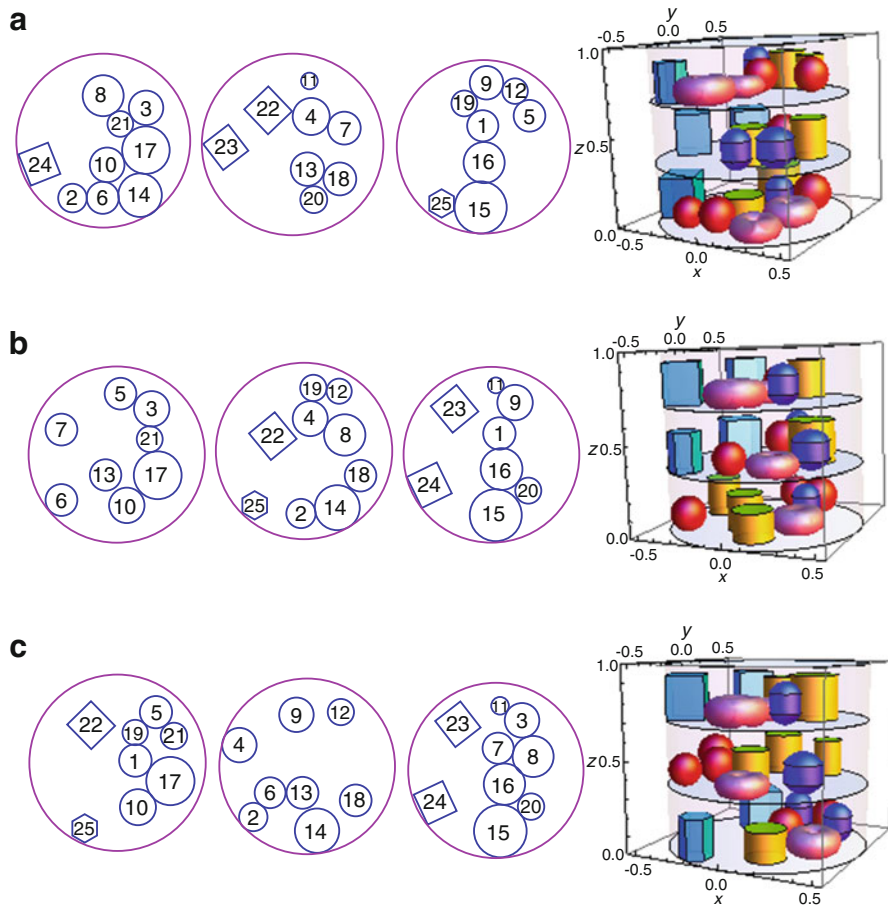 a
8 3 21 17 24 10 2 6 14
11 22 4 7 23 13 18 20
9 12 19 5 1 16 25 15
y
-0.5 0.0 0.5
1.0
z 0.5
0.0
-0.5 0.0 0.5
x
b
5 3 7 21 13 17 6 10
19 12 4 22 8 18 25 2 14
11 23 9 1 16 24 20 15
y
-0.5 0.0 0.5
1.0
z 0.5
0.0
-0.5 0.0 0.5
x
c
5 22 19 21 1 17 10 25
9 12 4 6 13 18 2 14
11 23 3 7 8 16 24 20 15
y
-0.5 0.0 0.5
1.0
z 0.5
0.0
-0.5 0.0 0.5
x